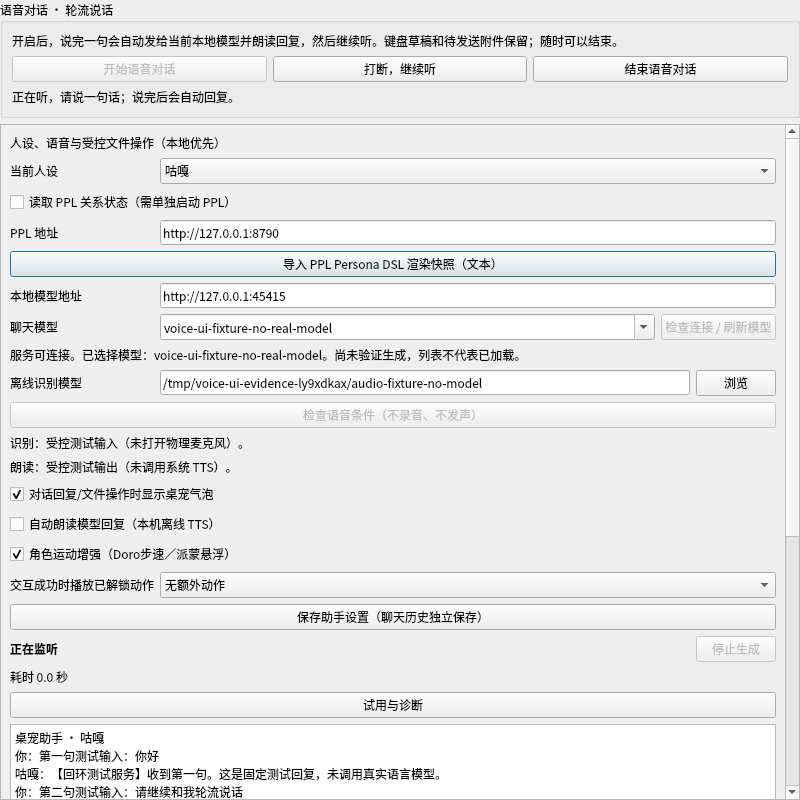 语音对话 · 轮流说话
开启后，说完一句会自动发给当前本地模型并朗读回复，然后继续听。键盘草稿和待发送附件保留；随时可以结束。
开始语音对话
打断，继续听
结束语音对话
正在听，请说一句话；说完后会自动回复。
人设、语音与受控文件操作（本地优先）
当前人设
咕嘎
读取 PPL 关系状态（需单独启动 PPL）
PPL 地址
http://127.0.0.1:8790
导入 PPL Persona DSL 渲染快照（文本）
本地模型地址
http://127.0.0.1:45415
聊天模型
voice-ui-fixture-no-real-model
检查连接 / 刷新模型
服务可连接。已选择模型：voice-ui-fixture-no-real-model。尚未验证生成，列表不代表已加载。
离线识别模型
/tmp/voice-ui-evidence-ly9xdkax/audio-fixture-no-model
浏览
检查语音条件（不录音、不发声）
识别：受控测试输入（未打开物理麦克风）。
朗读：受控测试输出（未调用系统 TTS）。
对话回复/文件操作时显示桌宠气泡
自动朗读模型回复（本机离线 TTS）
角色运动增强（Doro步速／派蒙悬浮）
交互成功时播放已解锁动作
无额外动作
保存助手设置（聊天历史独立保存）
正在监听
停止生成
耗时 0.0 秒
试用与诊断
桌宠助手 · 咕嘎
你：第一句测试输入：你好
咕嘎：【回环测试服务】收到第一句。这是固定测试回复，未调用真实语言模型。
你：第二句测试输入：请继续和我轮流说话